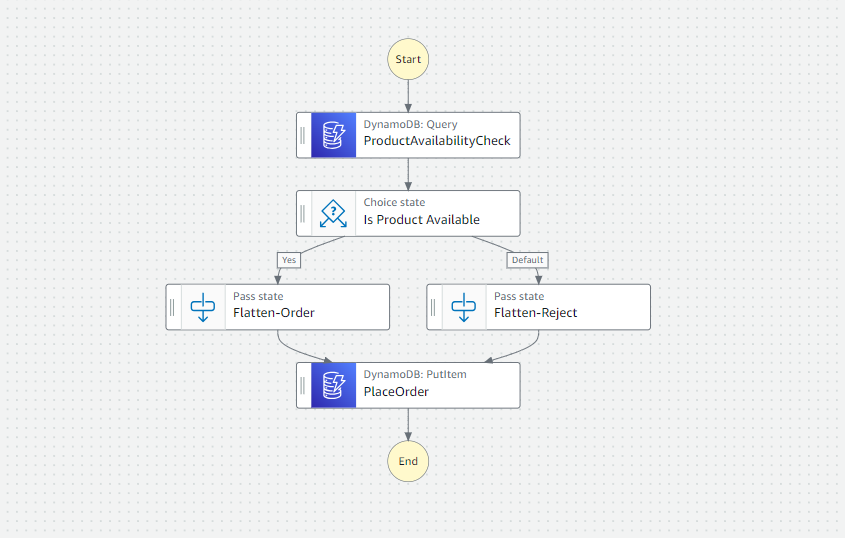 Start
DynamoDB: Query
ProductAvailabilityCheck
Choice state
Is Product Available
Yes
Default
Pass state
Flatten-Order
Pass state
Flatten-Reject
DynamoDB: PutItem
PlaceOrder
End